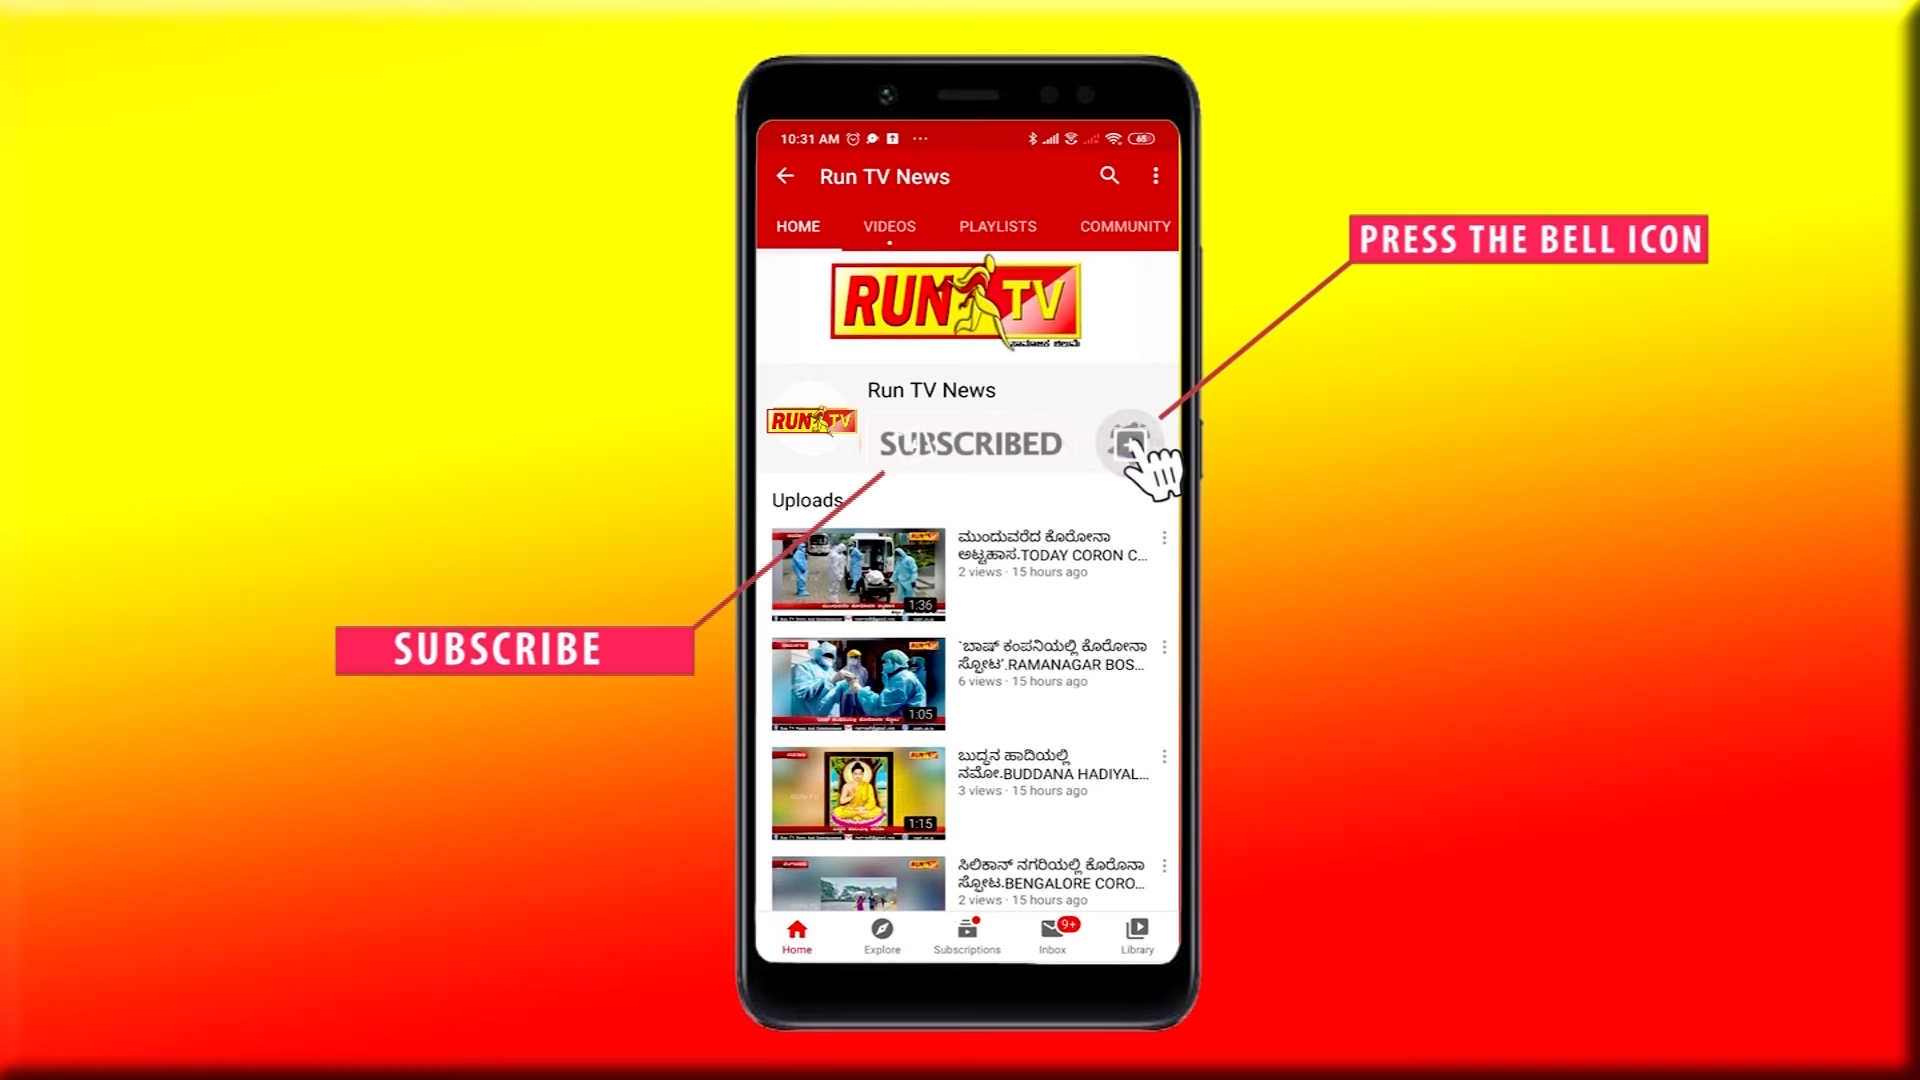 10:31 AM
65
Run TV News
HOME VIDEOS PLAYLISTS COMMUNITY
RUN TV
ಸಾಮಾಜಿಕ ಚಿಲುಮೆ
PRESS THE BELL ICON
Run TV News
RUN TV
SUBSCRIBED
Uploads
SUBSCRIBE
ಮುಂದುವರೆದ ಕೊರೋನಾ
ಅಟ್ಟಹಾಸ.TODAY CORON C...
2 views · 15 hours ago
1:36
`ಬಾಷ್ ಕಂಪನಿಯಲ್ಲಿ ಕೊರೋನಾ
ಸ್ಫೋಟ'.RAMANAGAR BOS...
6 views · 15 hours ago
1:05
ಬುದ್ಧನ ಹಾದಿಯಲ್ಲಿ
ನಮೋ.BUDDANA HADIYAL...
3 views · 15 hours ago
1:15
ಸಿಲಿಕಾನ್ ನಗರಿಯಲ್ಲಿ ಕೊರೊನಾ
ಸ್ಫೋಟ.BENGALORE CORO...
2 views · 15 hours ago
9+
Home Explore Subscriptions Inbox Library